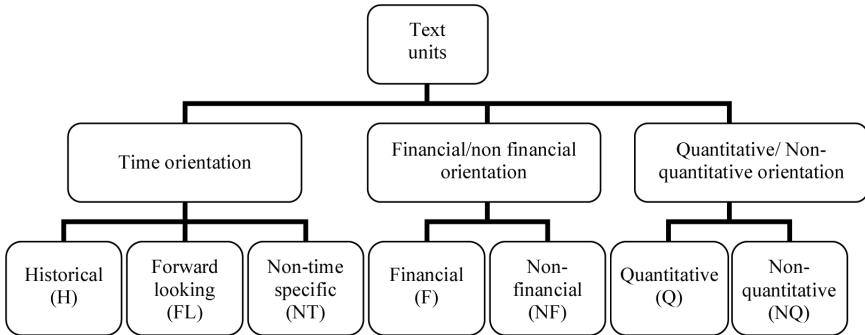 Text
units
Time orientation
Financial/non financial
orientation
Quantitative/ Non-
quantitative orientation
Historical
(H)
Forward
looking
(FL)
Non-time
specific
(NT)
Financial
(F)
Non-
financial
(NF)
Quantitative
(Q)
Non-
quantitative
(NQ)